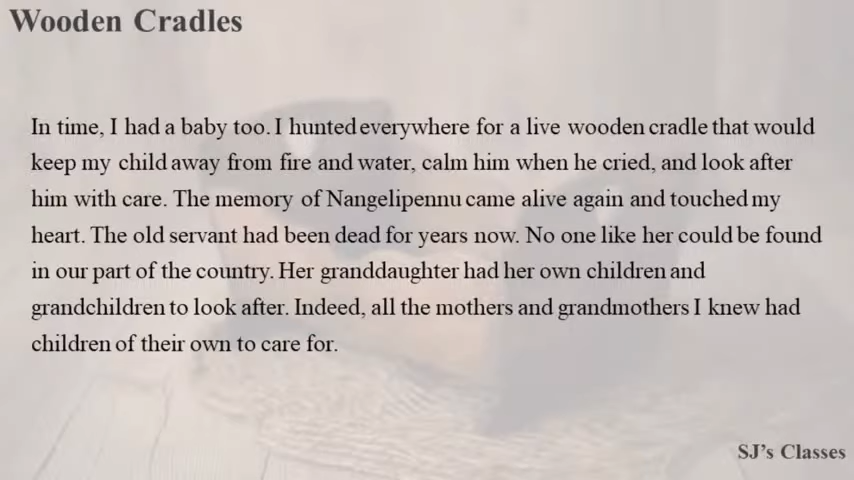 Wooden Cradles
In time, I had a baby too. I hunted everywhere for a live wooden cradle that would
keep my child away from fire and water, calm him when he cried, and look after
him with care. The memory of Nangelipennu came alive again and touched my
heart. The old servant had been dead for years now. No one like her could be found
in our part of the country. Her granddaughter had her own children and
grandchildren to look after. Indeed, all the mothers and grandmothers I knew had
children of their own to care for.
SJ's Classes